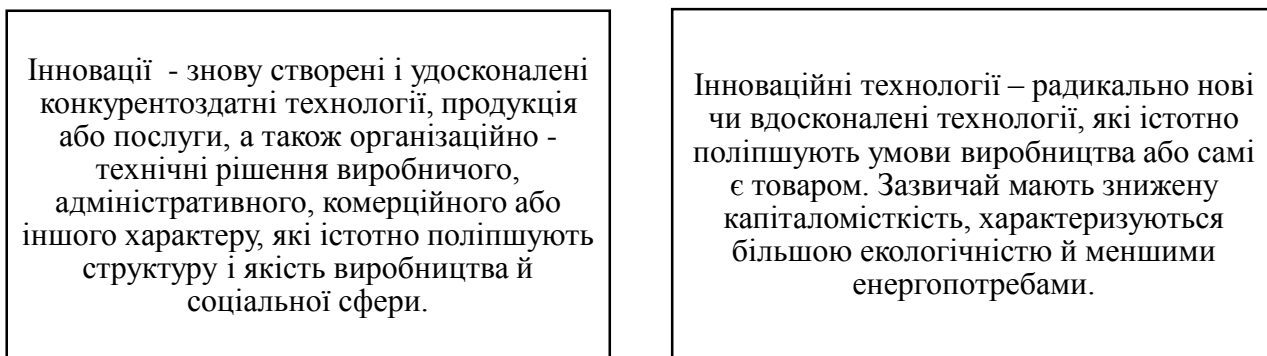 Інновації  - знову створені і удосконалені
конкурентоздатні технології, продукція
або послуги, а також організаційно -
технічні рішення виробничого,
адміністративного, комерційного або
іншого характеру, які істотно поліпшують
структуру і якість виробництва й
соціальної сфери.
Інноваційні технології – радикально нові
чи вдосконалені технології, які істотно
поліпшують умови виробництва або самі
є товаром. Зазвичай мають знижену
капіталомісткість, характеризуються
більшою екологічністю й меншими
енергопотребами.